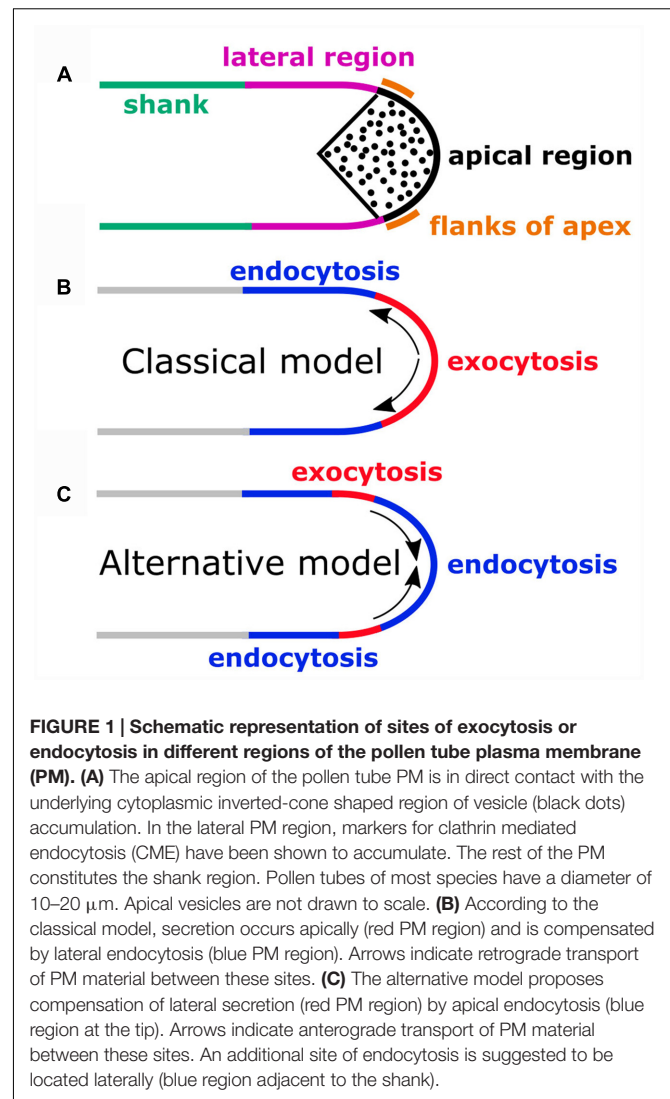 A
lateral region
shank
apical region
flanks of apex
B
endocytosis
Classical model
exocytosis
C
exocytosis
Alternative model
endocytosis
endocytosis
FIGURE 1 | Schematic representation of sites of exocytosis or
endocytosis in different regions of the pollen tube plasma membrane
(PM). (A) The apical region of the pollen tube PM is in direct contact with the
underlying cytoplasmic inverted-cone shaped region of vesicle (black dots)
accumulation. In the lateral PM region, markers for clathrin mediated
endocytosis (CME) have been shown to accumulate. The rest of the PM
constitutes the shank region. Pollen tubes of most species have a diameter of
10–20 μm. Apical vesicles are not drawn to scale. (B) According to the
classical model, secretion occurs apically (red PM region) and is compensated
by lateral endocytosis (blue PM region). Arrows indicate retrograde transport
of PM material between these sites. (C) The alternative model proposes
compensation of lateral secretion (red PM region) by apical endocytosis (blue
region at the tip). Arrows indicate anterograde transport of PM material
between these sites. An additional site of endocytosis is suggested to be
located laterally (blue region adjacent to the shank).